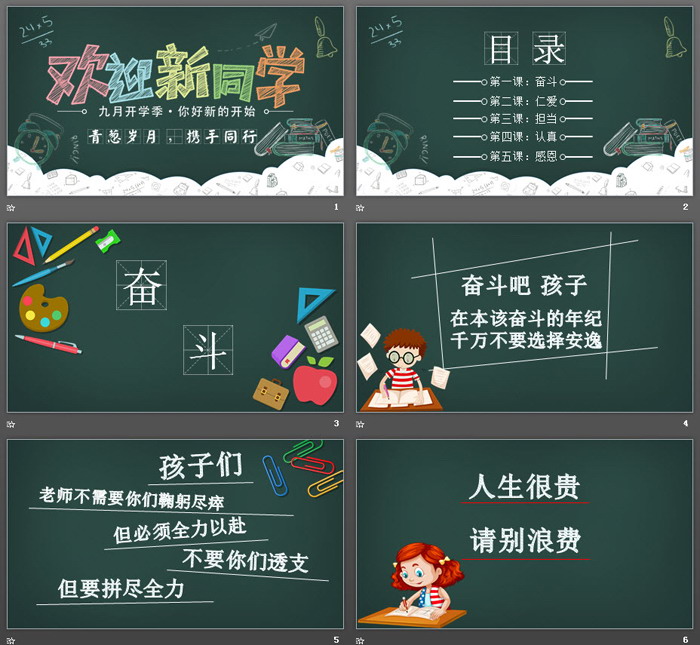 24×5
33
欢迎新同学
九月开学季·你好新的开始
青葱岁月，携手同行
1
24×5
33
目录
第一课：奋斗
第二课：仁爱
第三课：担当
第四课：认真
第五课：感恩
2
奋
斗
3
奋斗吧 孩子
在本该奋斗的年纪
千万不要选择安逸
4
孩子们
老师不需要你们鞠躬尽瘁
但必须全力以赴
不要你们透支
但要拼尽全力
5
人生很贵
请别浪费
6